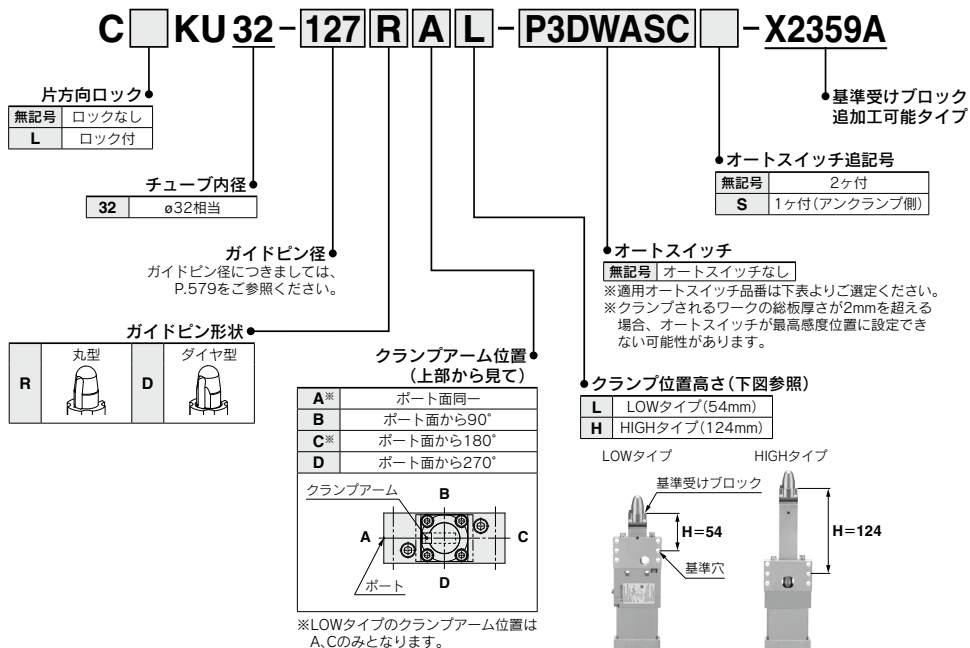 C□KU32-127RAL-P3DWASC□-X2359A
片方向ロック
無記号 ロックなし
L ロック付
チューブ内径
32 ø32相当
ガイドピン径
ガイドピン径につきましては、
P.579をご参照ください。
ガイドピン形状
R 丸型 D ダイヤ型
クランプアーム位置
(上部から見て)
A※ ポート面同一
B ポート面から90°
C※ ポート面から180°
D ポート面から270°
クランプアーム
B
A
C
D
ポート
※LOWタイプのクランプアーム位置は
A、Cのみとなります。
基準受けブロック
追加工可能タイプ
オートスイッチ追記号
無記号 2ヶ付
S 1ヶ付(アンクランプ側)
オートスイッチ
無記号 オートスイッチなし
※適用オートスイッチ品番は下表よりご選定ください。
※クランプされるワークの総板厚さが2mmを超える
場合、オートスイッチが最高感度位置に設定でき
ない可能性があります。
クランプ位置高さ(下図参照)
L LOWタイプ(54mm)
H HIGHタイプ(124mm)
LOWタイプ
HIGHタイプ
基準受けブロック
H=54
H=124
基準穴